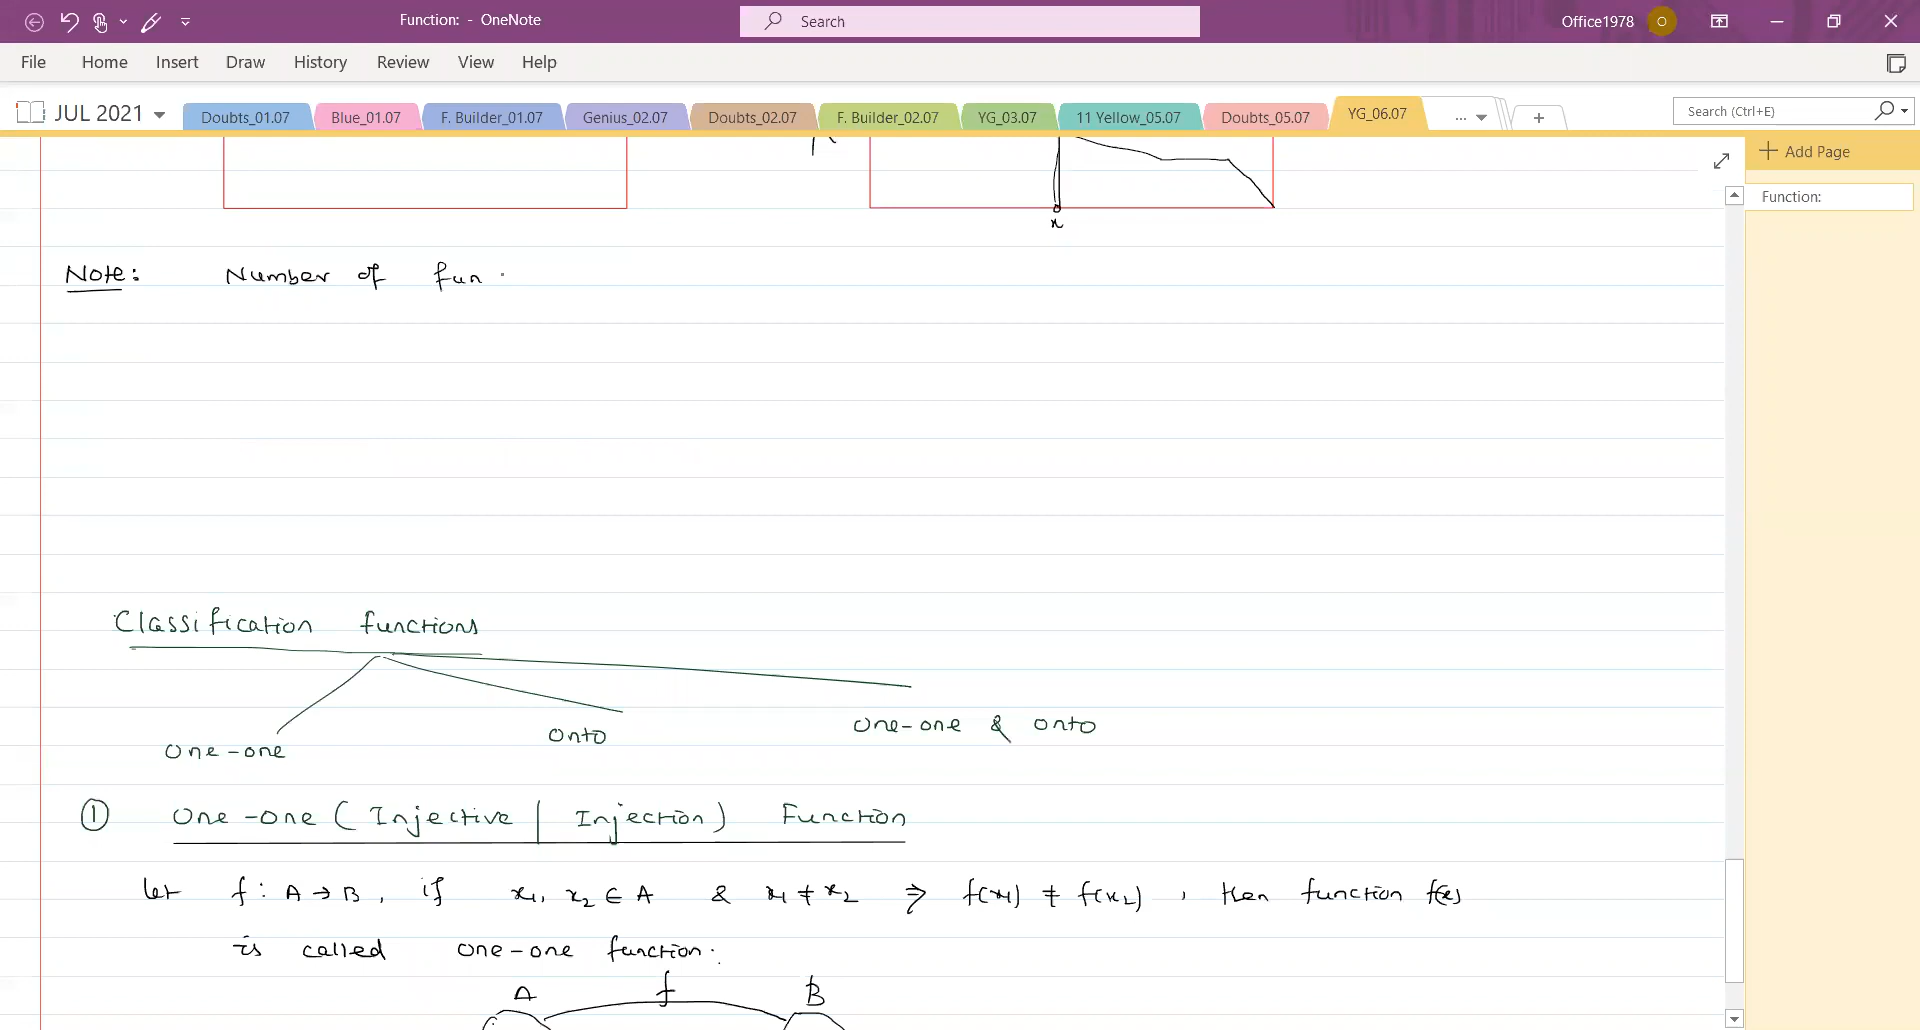 Function: - OneNote
Search
Office1978
O
File Home Insert Draw History Review View Help
JUL 2021
Doubts_01.07 Blue_01.07 F. Builder_01.07 Genius_02.07 Doubts_02.07 F. Builder_02.07 YG_03.07 11 Yellow_05.07 Doubts_05.07 YG_06.07 ... +
Search (Ctrl+E)
Add Page
Function:
x
Note: Number of fun
Classification functions
One-one Onto One-one & Onto
① One-one (Injective | Injection) Function
let f: A → B, if x₁, x₂ ∈ A & x₁ ≠ x₂ ⇒ f(x₁) ≠ f(x₂), then function f(x)
is called one-one function.
A f B